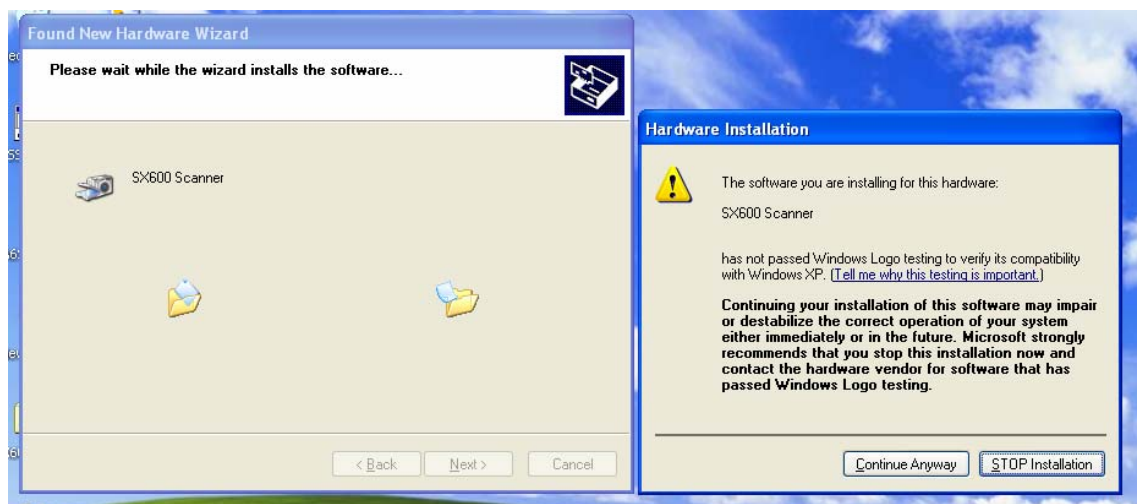 Found New Hardware Wizard
Please wait while the wizard installs the software...
SX600 Scanner
< Back
Next >
Cancel
Hardware Installation
The software you are installing for this hardware:
SX600 Scanner
has not passed Windows Logo testing to verify its compatibility
with Windows XP. (Tell me why this testing is important.)
Continuing your installation of this software may impair
or destabilize the correct operation of your system
either immediately or in the future. Microsoft strongly
recommends that you stop this installation now and
contact the hardware vendor for software that has
passed Windows Logo testing.
Continue Anyway
STOP Installation